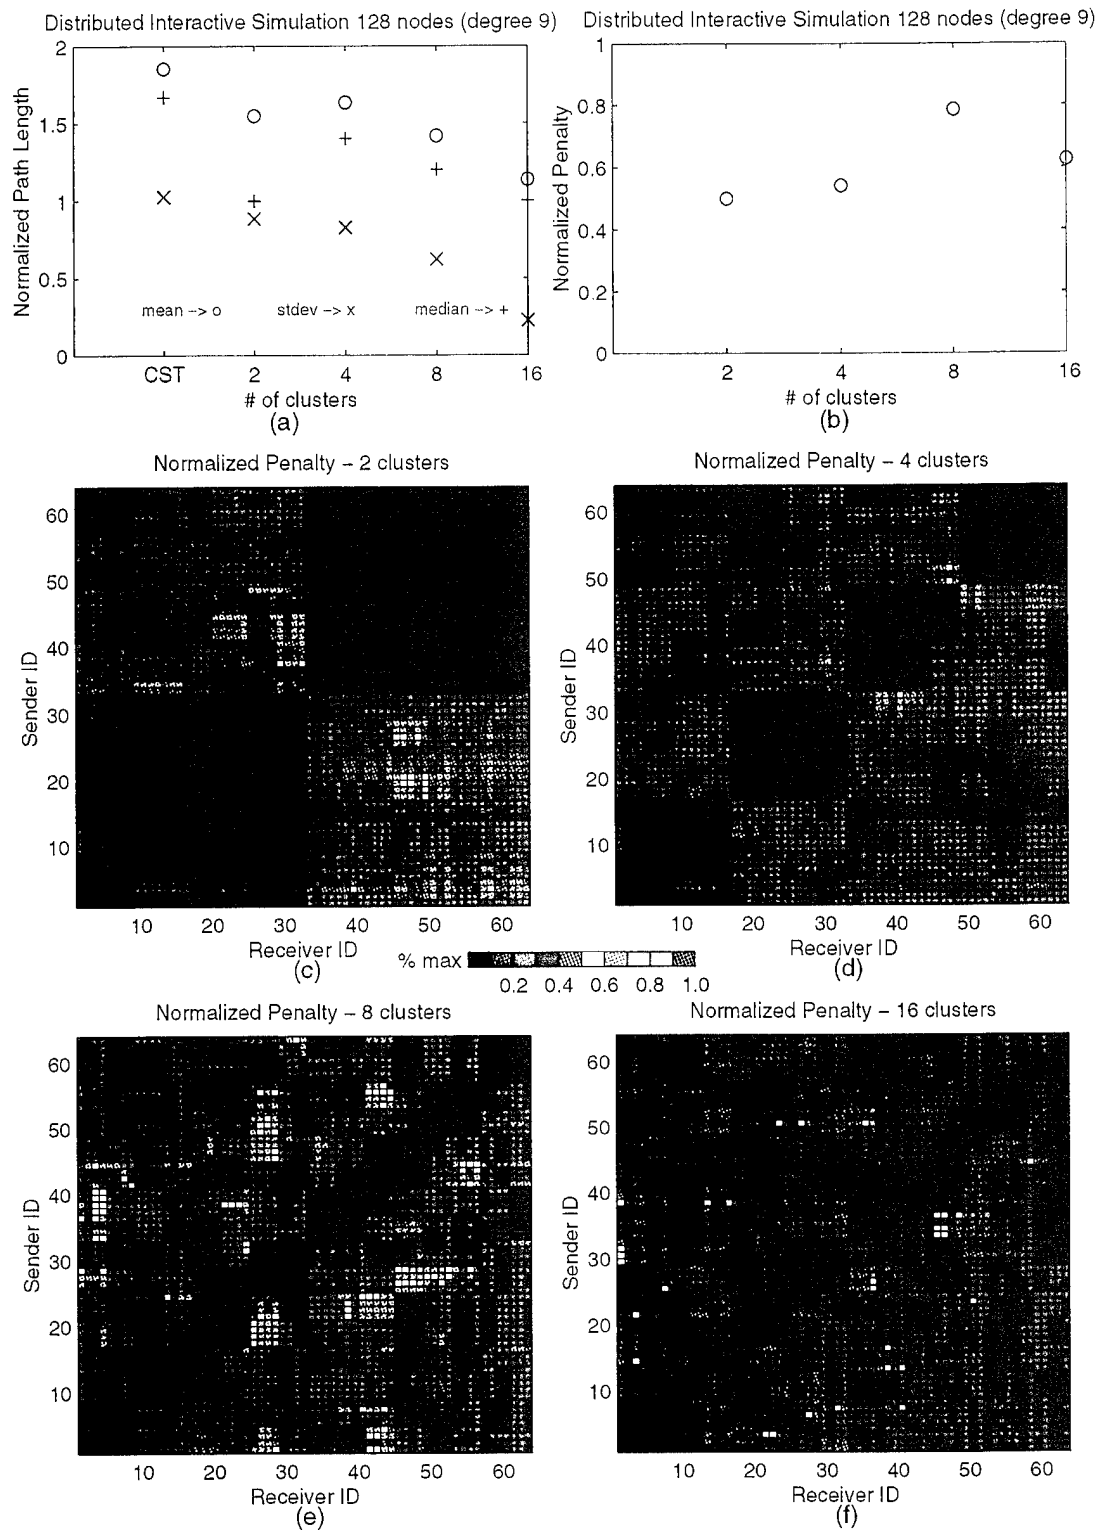 Distributed Interactive Simulation 128 nodes (degree 9)
Normalized Path Length
2
1.5
1
0.5
0
mean -> o
stdev -> x
median -> +
CST
2
4
8
16
# of clusters
(a)
Distributed Interactive Simulation 128 nodes (degree 9)
Normalized Penalty
1
0.8
0.6
0.4
0.2
0
2
4
8
16
# of clusters
(b)
Normalized Penalty – 2 clusters
Sender ID
60
50
40
30
20
10
10 20 30 40 50 60
Receiver ID
(c)
Normalized Penalty – 4 clusters
Sender ID
60
50
40
30
20
10
10 20 30 40 50 60
Receiver ID
(d)
% max
0.2 0.4 0.6 0.8 1.0
Normalized Penalty – 8 clusters
Sender ID
60
50
40
30
20
10
10 20 30 40 50 60
Receiver ID
(e)
Normalized Penalty – 16 clusters
Sender ID
60
50
40
30
20
10
10 20 30 40 50 60
Receiver ID
(f)